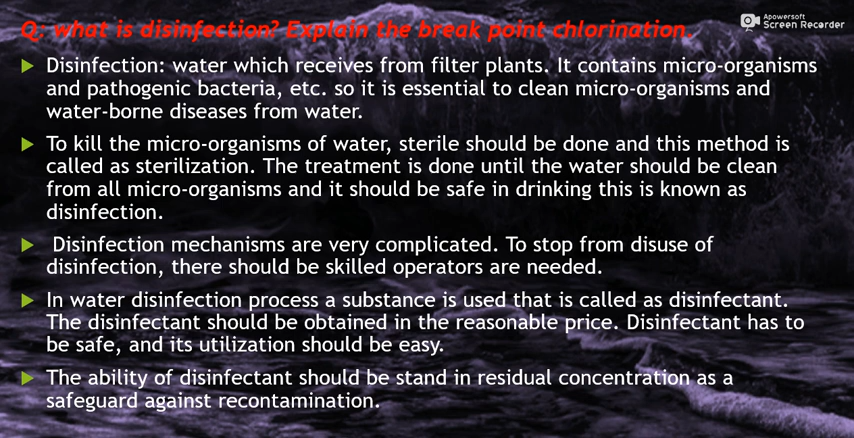 Q: what is disinfection? Explain the break point chlorination.
Apowersoft
Screen Recorder
Disinfection: water which receives from filter plants. It contains micro-organisms
and pathogenic bacteria, etc. so it is essential to clean micro-organisms and
water-borne diseases from water.
To kill the micro-organisms of water, sterile should be done and this method is
called as sterilization. The treatment is done until the water should be clean
from all micro-organisms and it should be safe in drinking this is known as
disinfection.
Disinfection mechanisms are very complicated. To stop from disuse of
disinfection, there should be skilled operators are needed.
In water disinfection process a substance is used that is called as disinfectant.
The disinfectant should be obtained in the reasonable price. Disinfectant has to
be safe, and its utilization should be easy.
The ability of disinfectant should be stand in residual concentration as a
safeguard against recontamination.